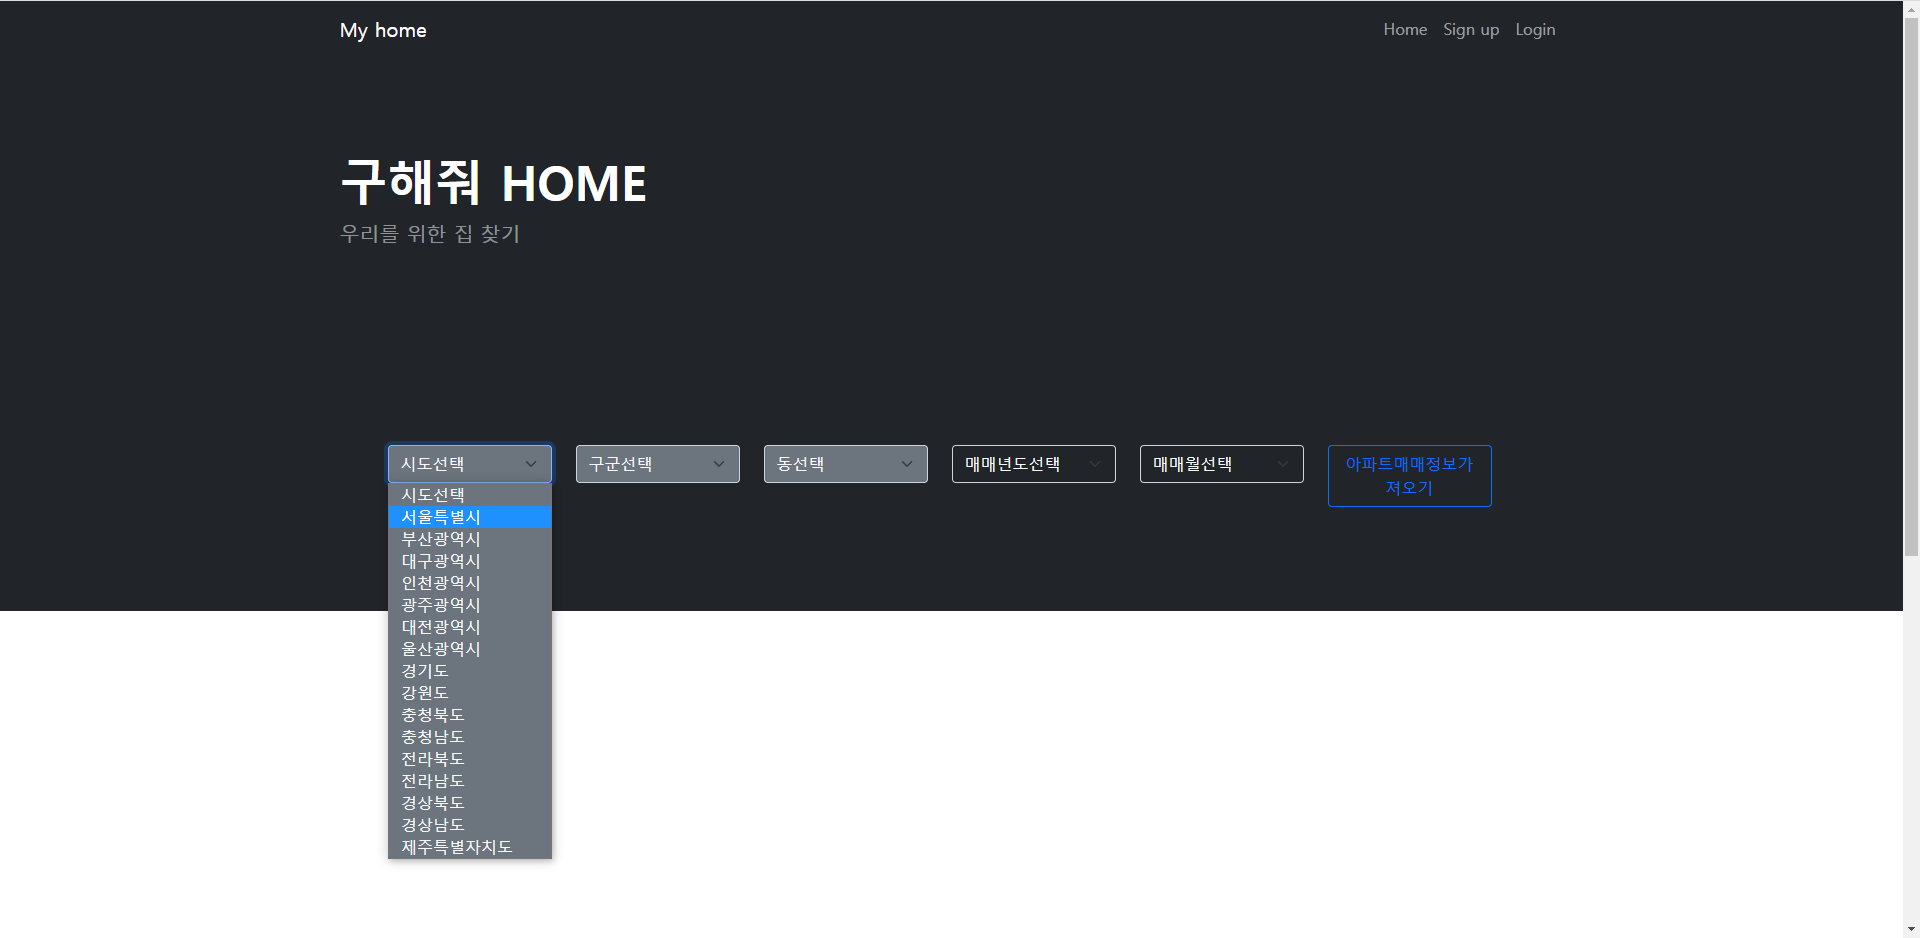 My home
Home Sign up Login
구해줘 HOME
우리를 위한 집 찾기
시도선택 구군선택 동선택 매매년도선택 매매월선택 아파트매매정보가
져오기
시도선택
서울특별시
부산광역시
대구광역시
인천광역시
광주광역시
대전광역시
울산광역시
경기도
강원도
충청북도
충청남도
전라북도
전라남도
경상북도
경상남도
제주특별자치도